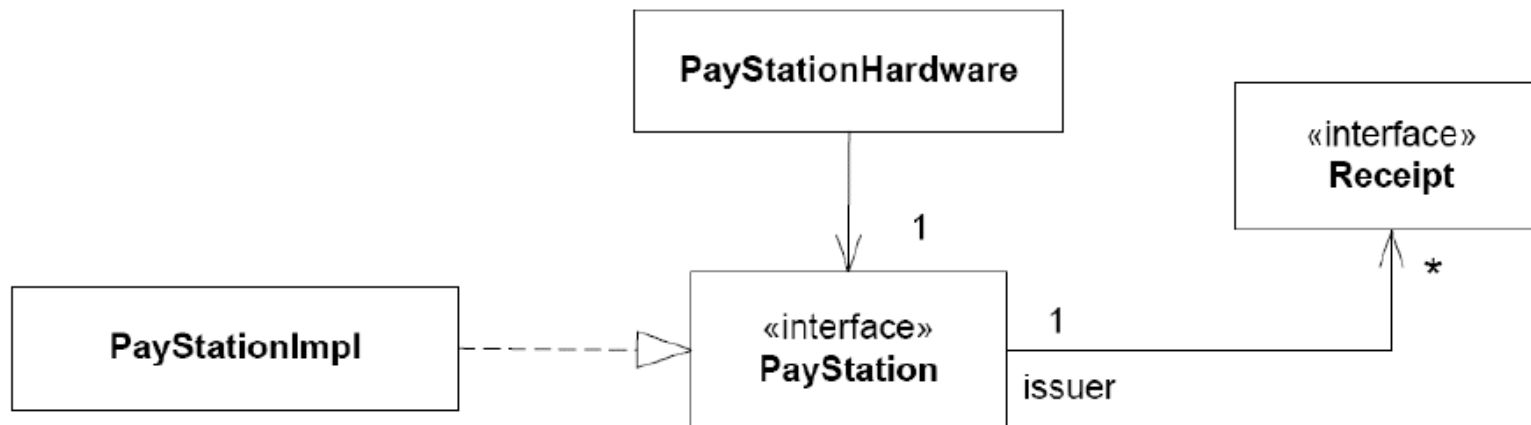 PayStationHardware
«interface»
Receipt
1
*
PayStationImpl
«interface»
PayStation
1
issuer